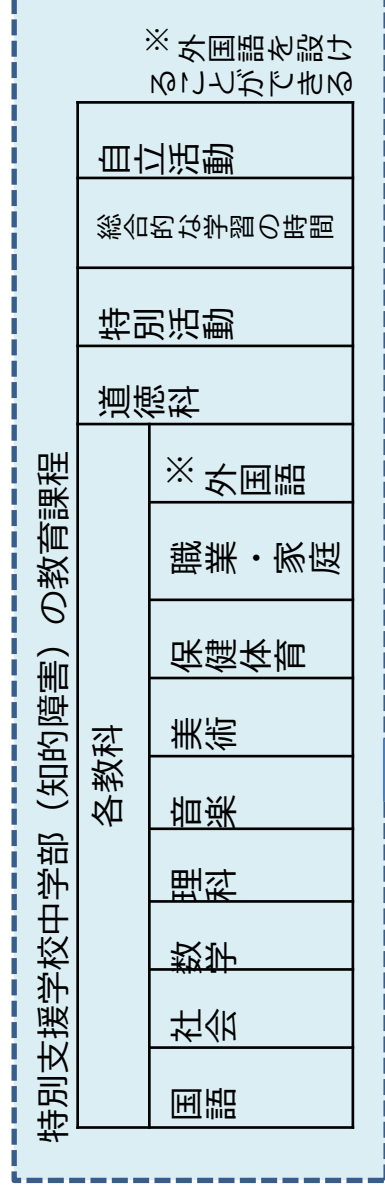 特別支援学校中学部（知的障害）の教育課程
各教科
国語
社会
数学
理科
音楽
美術
保健体育
職業・家庭
※
外国語
道徳科
特別活動
総合的な学習の時間
自立活動
※外国語を設け
ることができる